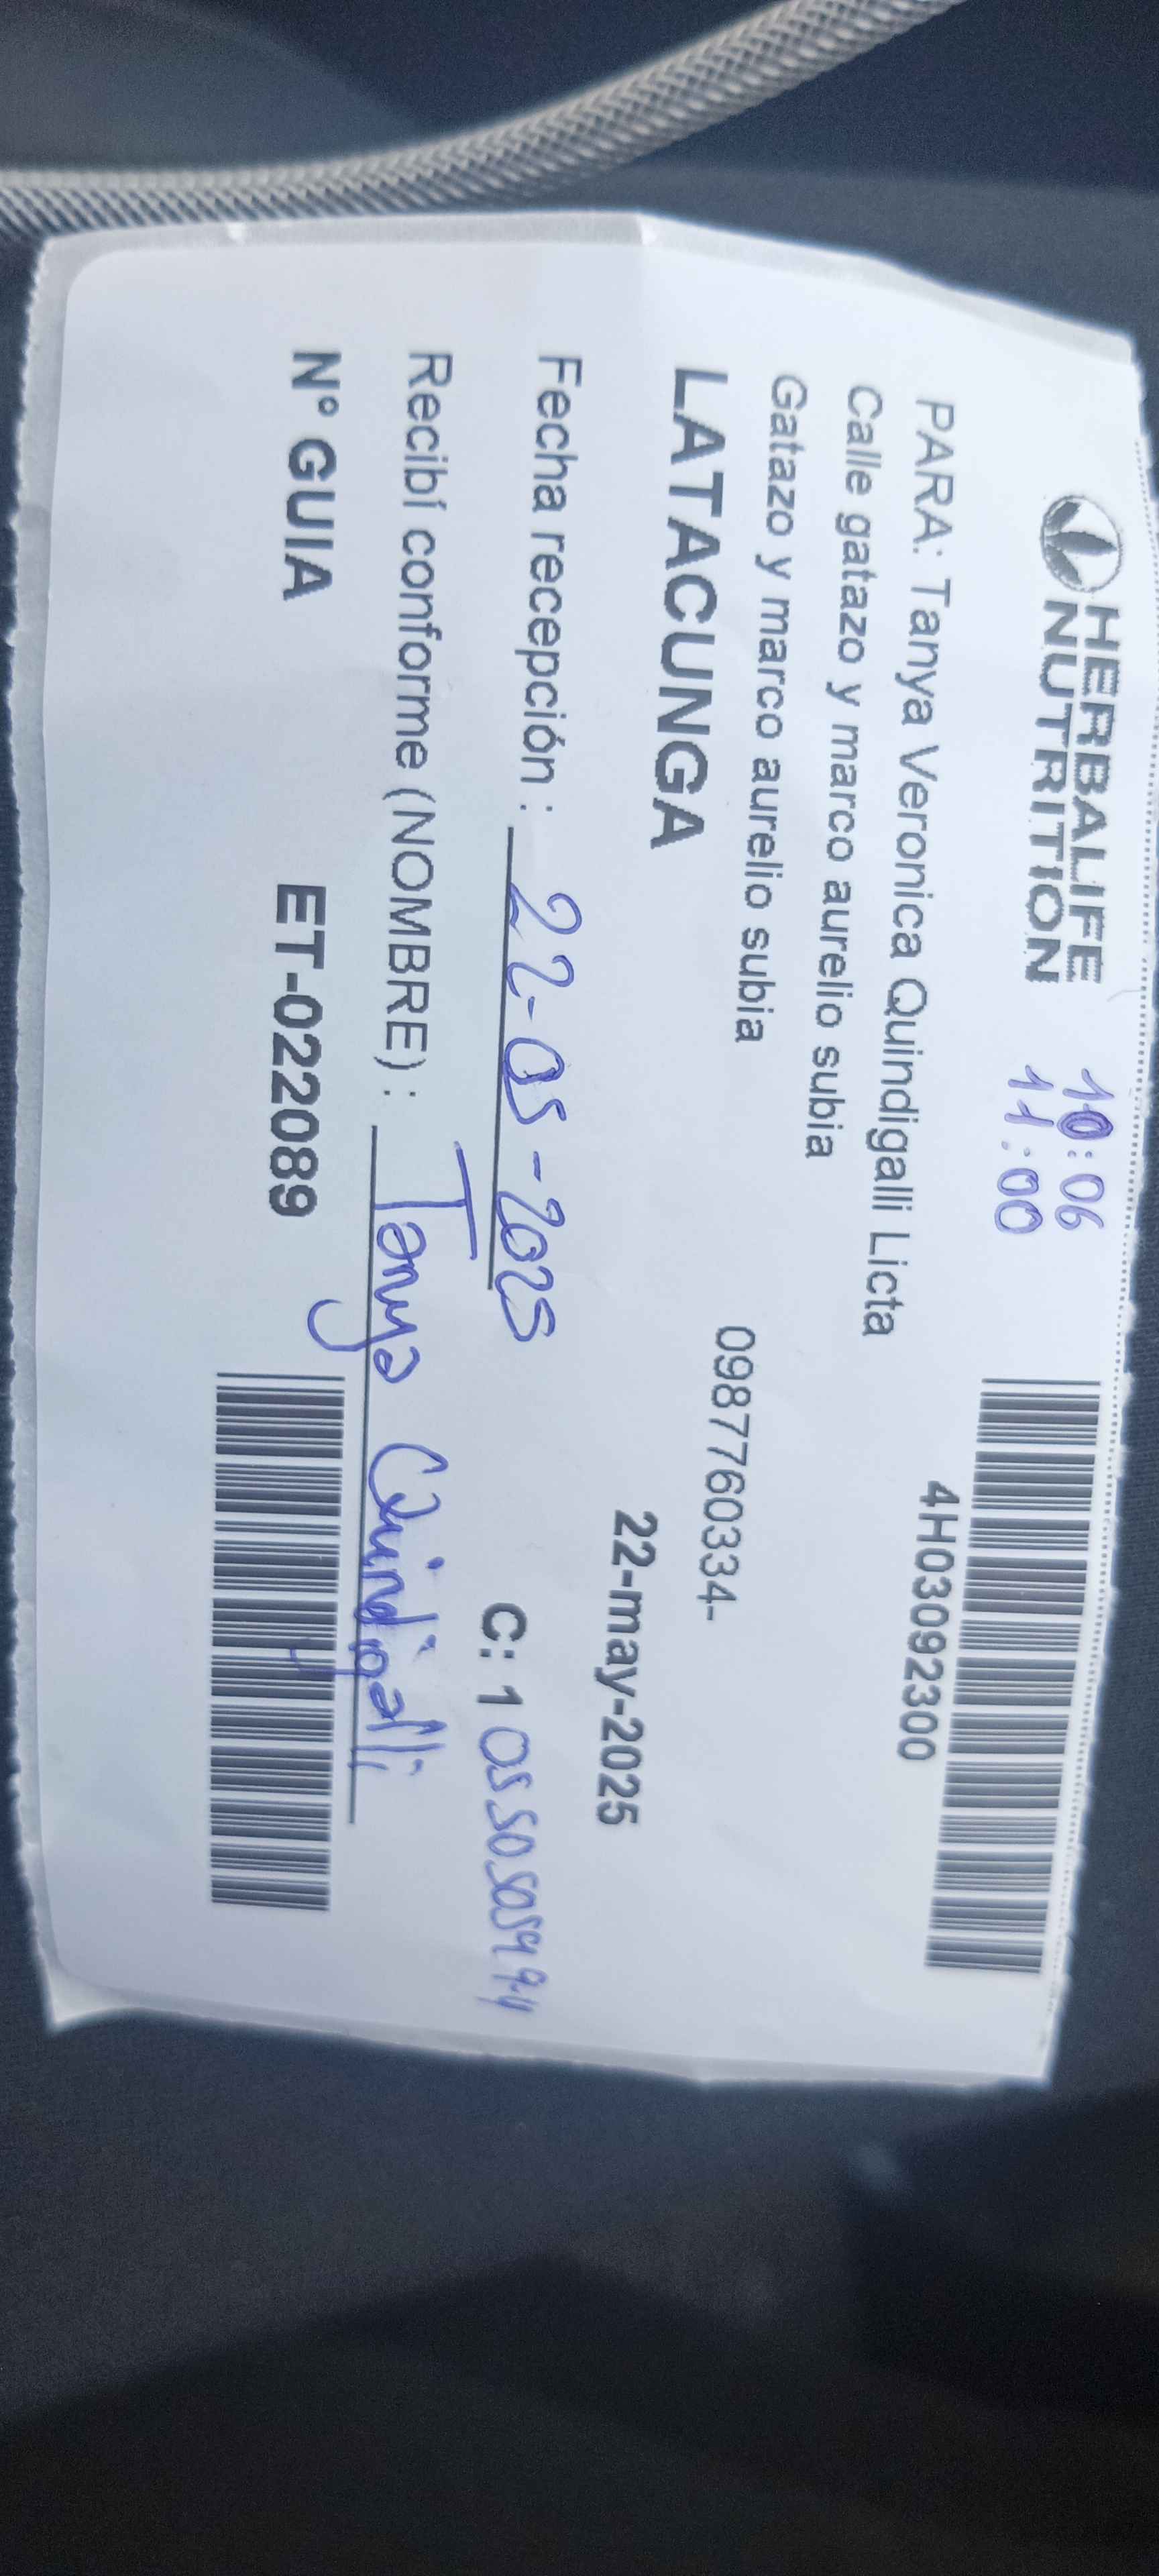 HERBALIFE
NUTRITION
10:06
11:00
PARA: Tanya Veronica Quindigalli Licta
4H03092300
Calle gatazo y marco aurelio subia
Gatazo y marco aurelio subia
0987760334-
LATACUNGA
22-may-2025
Fecha recepción : 22-05-2025
C: 1
Recibí conforme (NOMBRE) : Tanya Quindigalli
N° GUIA ET-022089